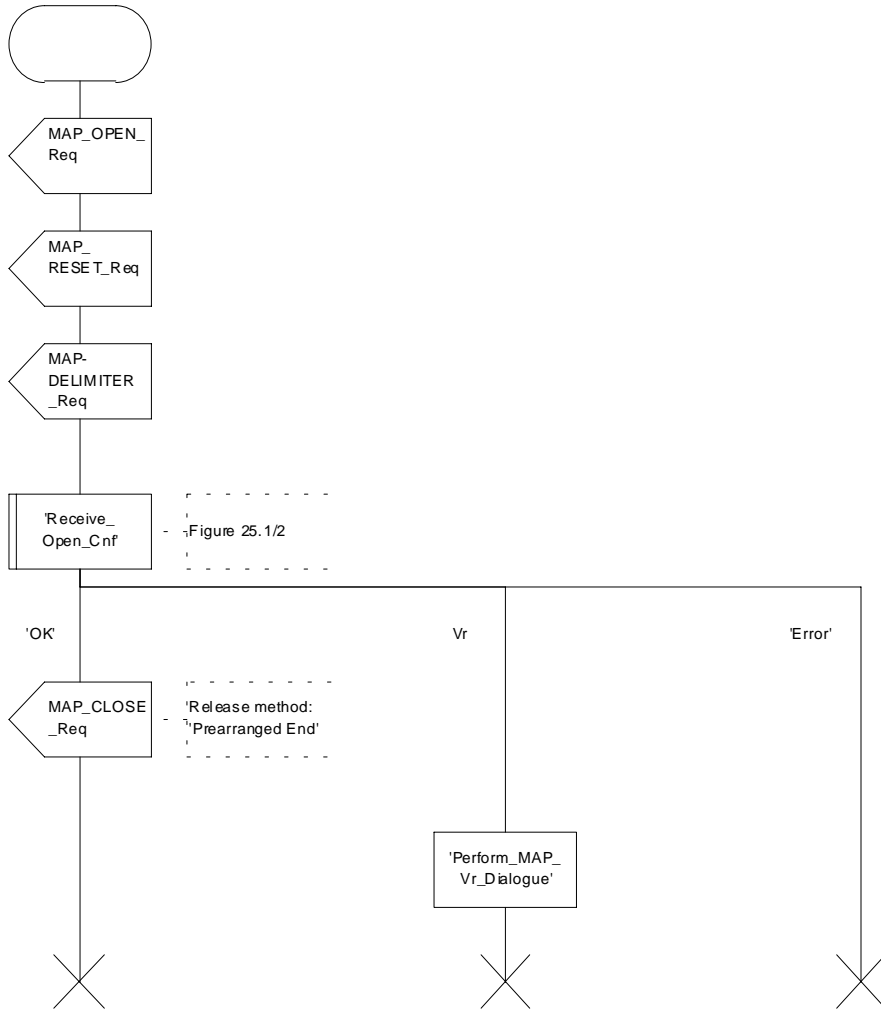 MAP_OPEN_
Req
MAP_
RESET_Req
MAP-
DELIMITER
_Req
'Receive_
Open_Cnf'
Figure 25.1/2
'OK'
Vr
'Error'
MAP_CLOSE
_Req
Release method:
'Prearranged End'
'Perform_MAP_
Vr_Dialogue'